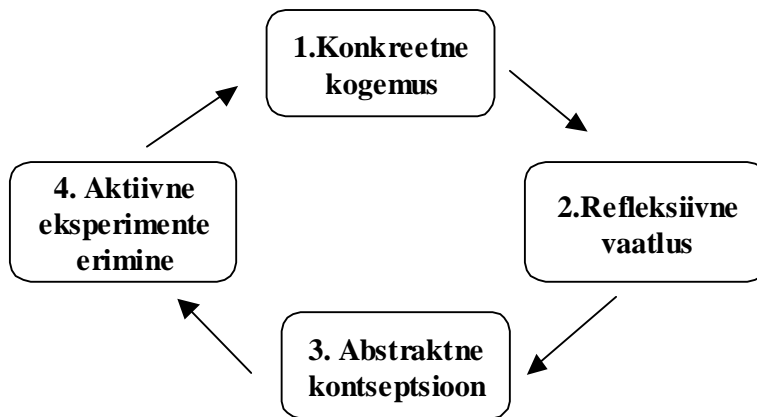 1.Konkreetne
kogemus
2.Refleksiivne
vaatlus
3. Abstraktne
kontseptsioon
4. Aktiivne
eksperimente
erimine